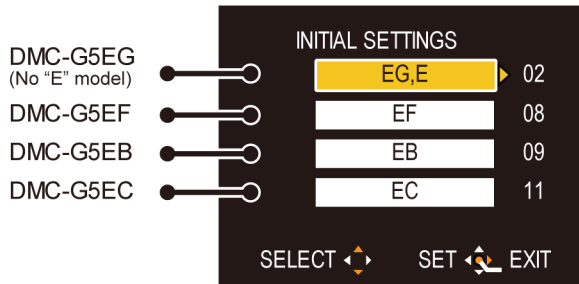 INITIAL SETTINGS
DMC-G5EG
(No “E” model)
EG,E 02
DMC-G5EF EF 08
DMC-G5EB EB 09
DMC-G5EC EC 11
SELECT SET EXIT